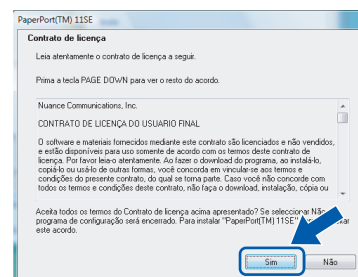 PaperPort(TM) 11SE
Contrato de licença
Leia atentamente o contrato de licença a seguir.
Prima a tecla PAGE DOWN para ver o resto do acordo.
Nuance Communications, Inc.
CONTRATO DE LICENÇA DO USUARIO FINAL
O software e materiais fornecidos mediante este contrato são licenciados e não vendidos,
e estão disponíveis para uso somente de acordo com os termos deste contrato de
licença. Por favor leia-o atentamente. Ao fazer o download do programa, ao instalá-lo,
copiá-lo ou usá-lo de outras formas, você concorda em vincular-se aos termos e
condições do presente contrato, do qual se torna parte. Caso você não concorde com
todos os termos e condições deste contrato, não faça o download, instalação, cópia ou
Aceita todos os termos do Contrato de licença acima apresentado? Se seleccionar Não
programa de configuração será encerrado. Para instalar "PaperPort(TM) 11SE"
este acordo.
Sim
Não